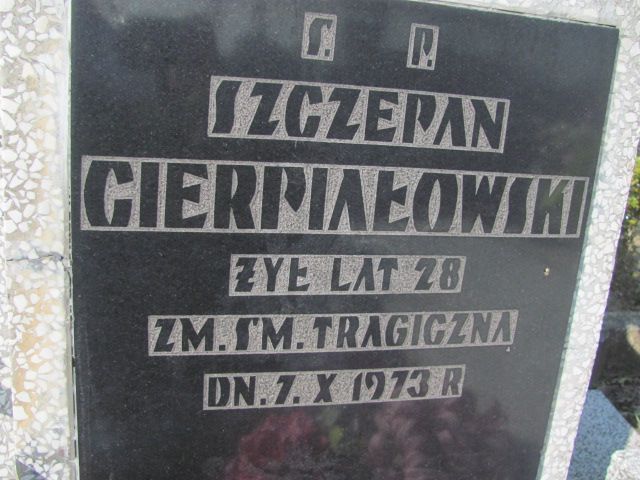 Ś. P.
SZCZEPAN
CIERPIAŁOWSKI
ŻYŁ LAT 28
ZM. ŚM. TRAGICZNĄ
DN. 7. X 1973 R